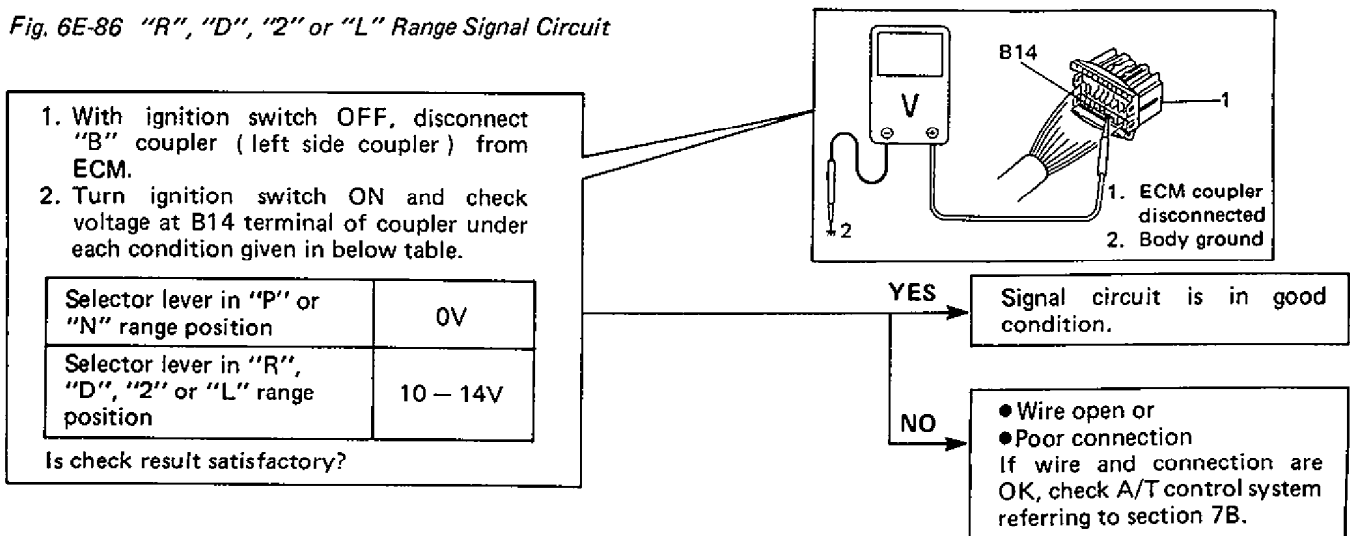 Fig. 6E-86 "R", "D", "2" or "L" Range Signal Circuit
1. With ignition switch OFF, disconnect
"B" coupler ( left side coupler ) from
ECM.
2. Turn ignition switch ON and check
voltage at B14 terminal of coupler under
each condition given in below table.
Selector lever in "P" or
"N" range position
0V
Selector lever in "R",
"D", "2" or "L" range
position
10 – 14V
Is check result satisfactory?
B14
1
V
⊖ ⊕
2
1. ECM coupler
disconnected
2. Body ground
YES
Signal circuit is in good
condition.
NO
●Wire open or
●Poor connection
If wire and connection are
OK, check A/T control system
referring to section 7B.